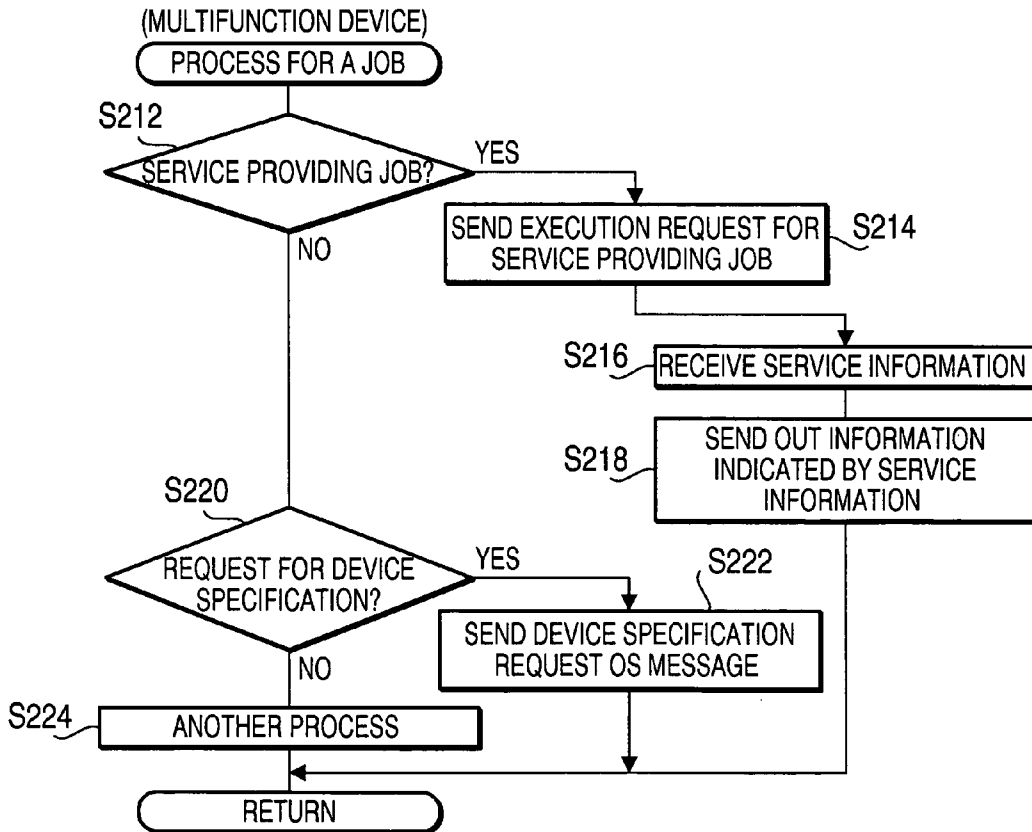 (MULTIFUNCTION DEVICE)
PROCESS FOR A JOB
S212
SERVICE PROVIDING JOB?
YES
NO
SEND EXECUTION REQUEST FOR
SERVICE PROVIDING JOB
S214
S216
RECEIVE SERVICE INFORMATION
S218
SEND OUT INFORMATION
INDICATED BY SERVICE
INFORMATION
S220
REQUEST FOR DEVICE
SPECIFICATION?
YES
NO
S222
SEND DEVICE SPECIFICATION
REQUEST OS MESSAGE
S224
ANOTHER PROCESS
RETURN